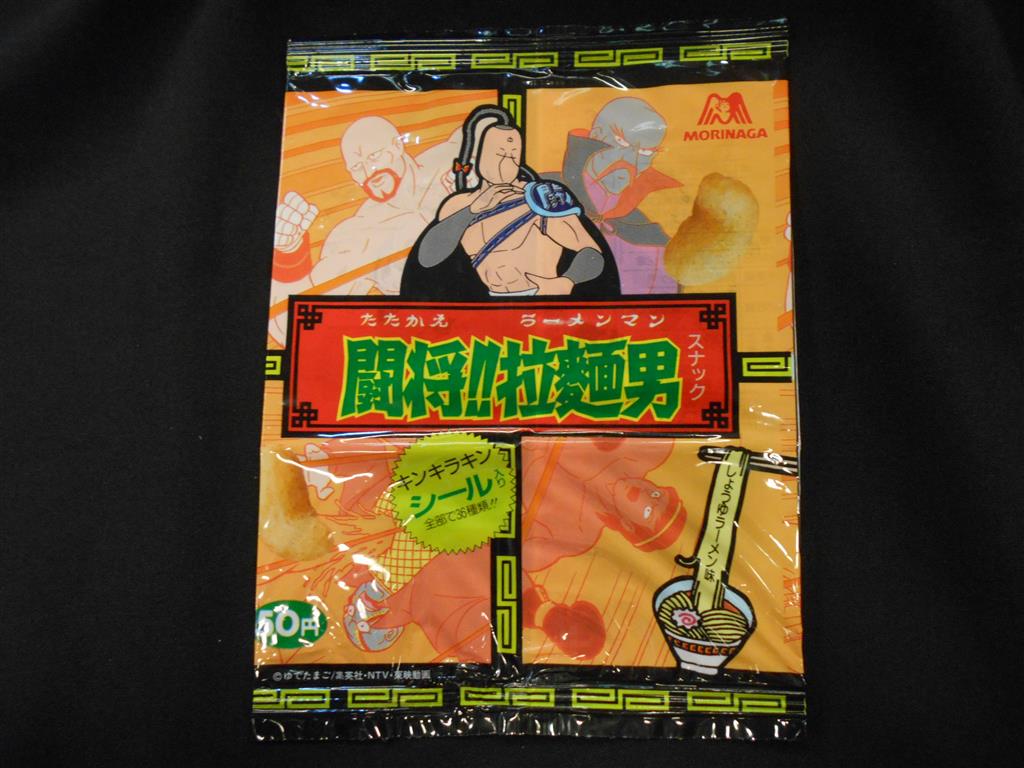 MORINAGA
たたかえ ラーメンマン
闘将!!拉麵男
スナック
キンキラキン
シール入り
全部で36種類!!
しょうゆラーメン味
50円
©ゆでたまご/集英社・NTV・東映動画